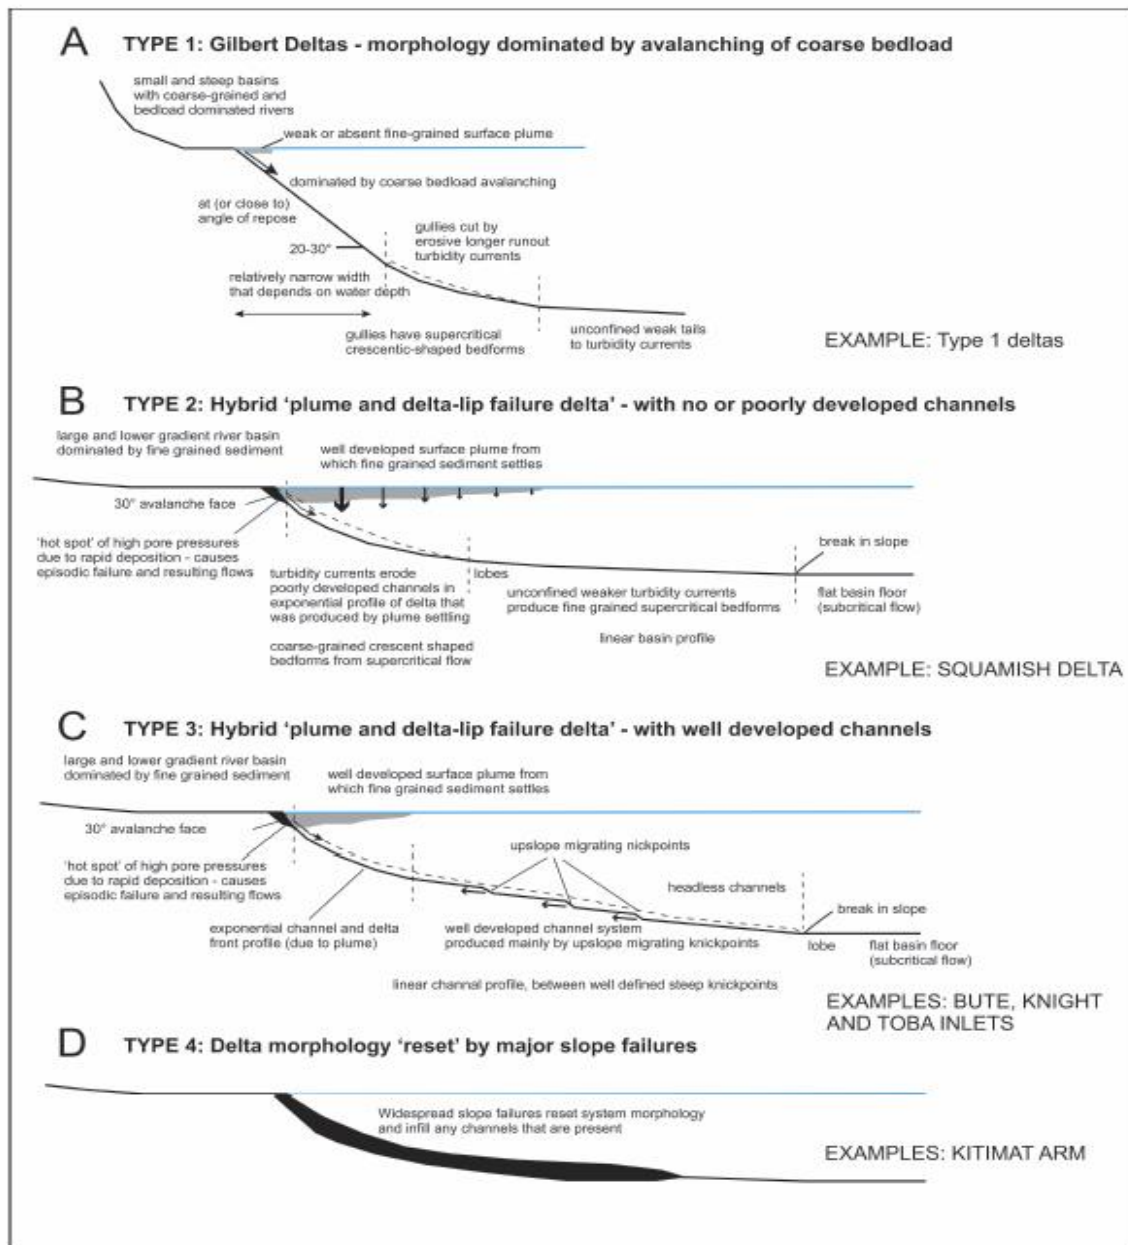 A TYPE 1: Gilbert Deltas - morphology dominated by avalanching of coarse bedload
small and steep basins
with coarse-grained and
bedload dominated rivers
weak or absent fine-grained surface plume
dominated by coarse bedload avalanching
at (or close to)
angle of repose
gullies cut by
erosive longer runout
turbidity currents
20-30°
relatively narrow width
that depends on water depth
gullies have supercritical
crescentic-shaped bedforms
unconfined weak tails
to turbidity currents
EXAMPLE: Type 1 deltas
B TYPE 2: Hybrid ‘plume and delta-lip failure delta’ - with no or poorly developed channels
large and lower gradient river basin
dominated by fine grained sediment
well developed surface plume from
which fine grained sediment settles
30° avalanche face
‘hot spot’ of high pore pressures
due to rapid deposition - causes
episodic failure and resulting flows
break in slope
turbidity currents erode
poorly developed channels in
exponential profile of delta that
was produced by plume settling
lobes
unconfined weaker turbidity currents
produce fine grained supercritical bedforms
flat basin floor
(subcritical flow)
linear basin profile
coarse-grained crescent shaped
bedforms from supercritical flow
EXAMPLE: SQUAMISH DELTA
C TYPE 3: Hybrid ‘plume and delta-lip failure delta’ - with well developed channels
large and lower gradient river basin
dominated by fine grained sediment
well developed surface plume from
which fine grained sediment settles
30° avalanche face
‘hot spot’ of high pore pressures
due to rapid deposition - causes
episodic failure and resulting flows
upslope migrating nickpoints
headless channels
break in slope
exponential channel and delta
front profile (due to plume)
well developed channel system
produced mainly by upslope migrating knickpoints
lobe
flat basin floor
(subcritical flow)
linear channal profile, between well defined steep knickpoints
EXAMPLES: BUTE, KNIGHT
AND TOBA INLETS
D TYPE 4: Delta morphology ‘reset’ by major slope failures
Widespread slope failures reset system morphology
and infill any channels that are present
EXAMPLES: KITIMAT ARM